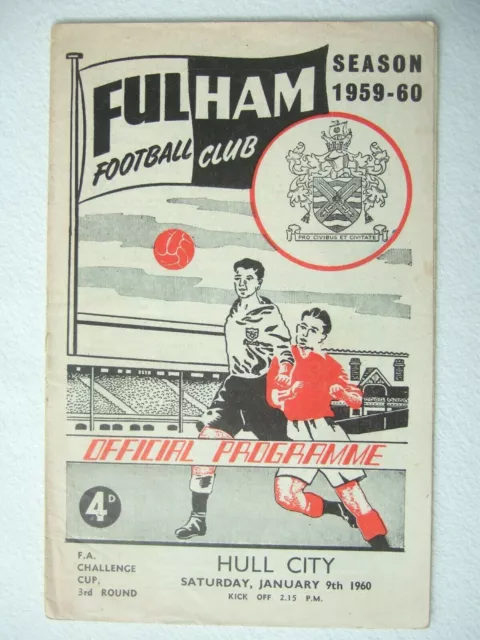 FULHAM
FOOTBALL CLUB
SEASON
1959-60
PRO CIVIBUS ET CIVITATE
OFFICIAL PROGRAMME
4D
F.A.
CHALLENGE
CUP,
3rd ROUND
HULL CITY
SATURDAY, JANUARY 9th 1960
KICK OFF 2.15 P.M.